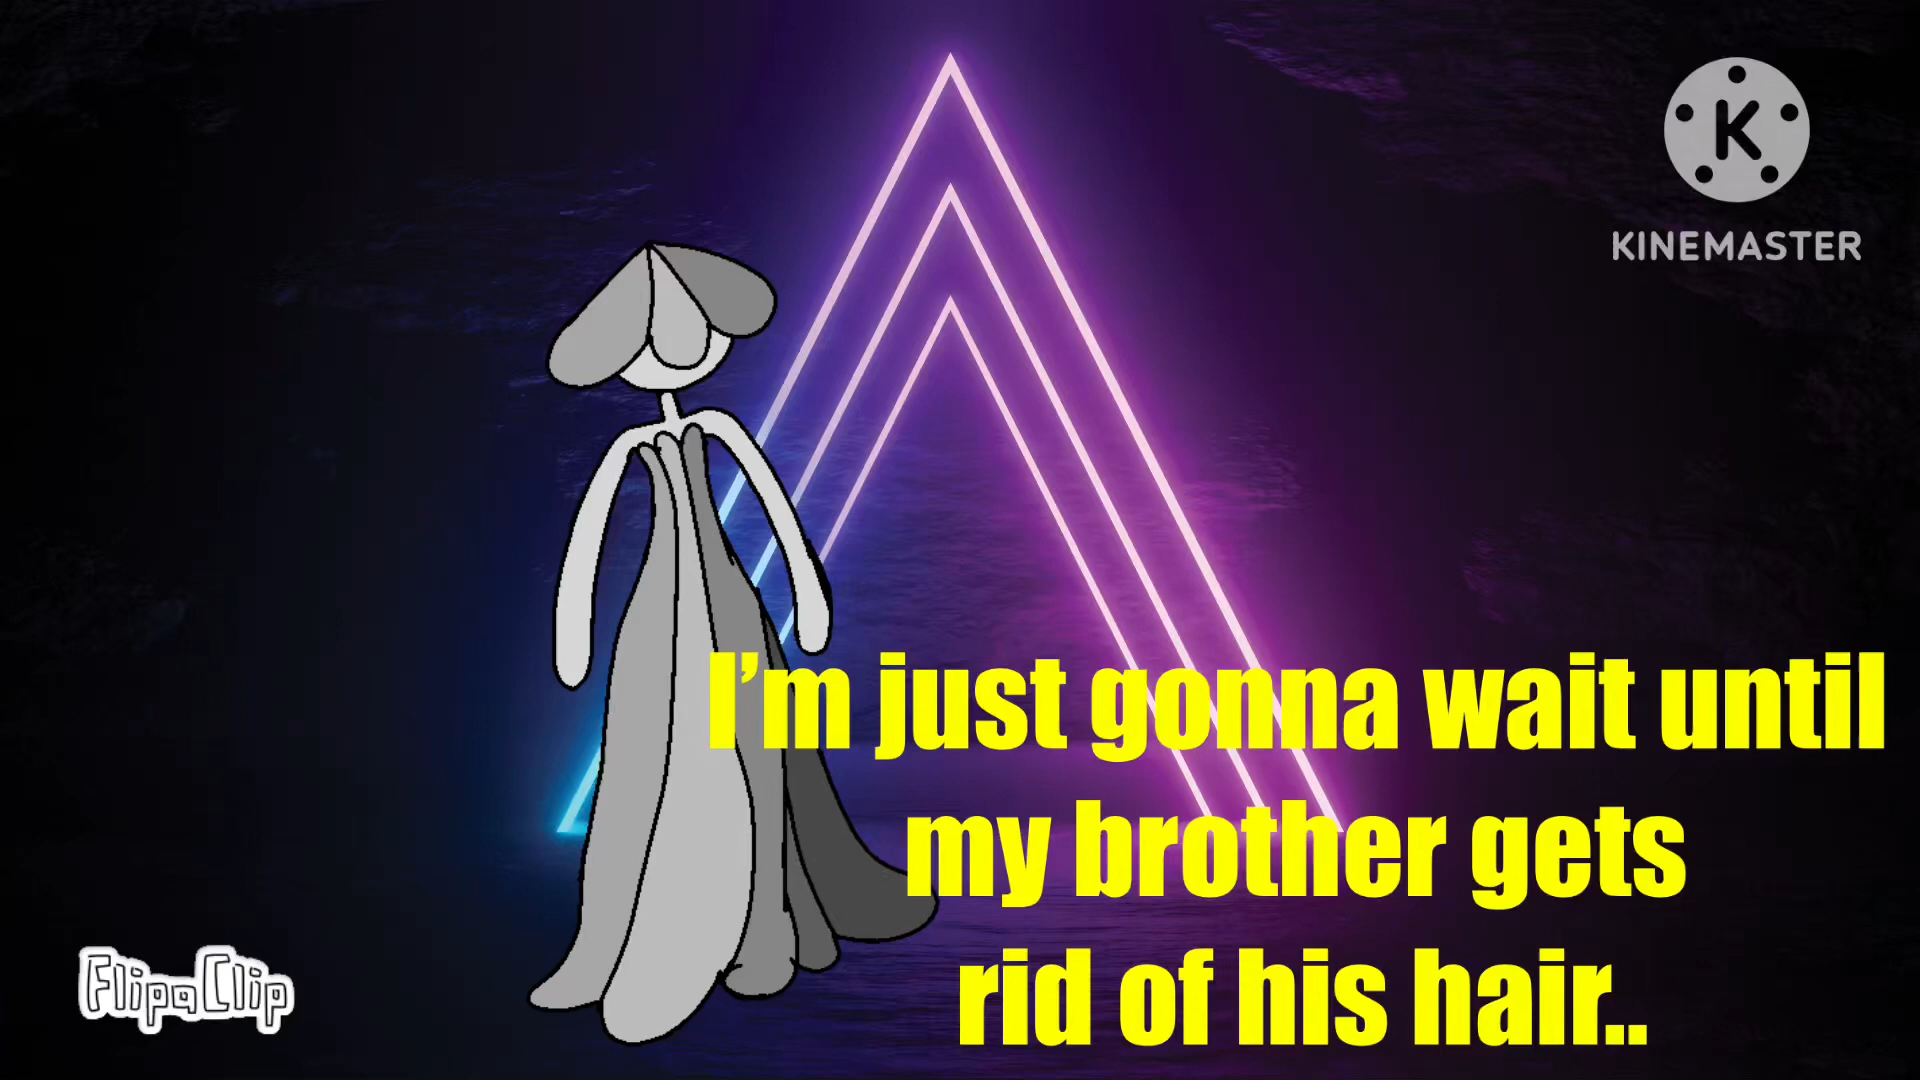 K
KINEMASTER
I'm just gonna wait until
my brother gets
rid of his hair..
FlipaClip